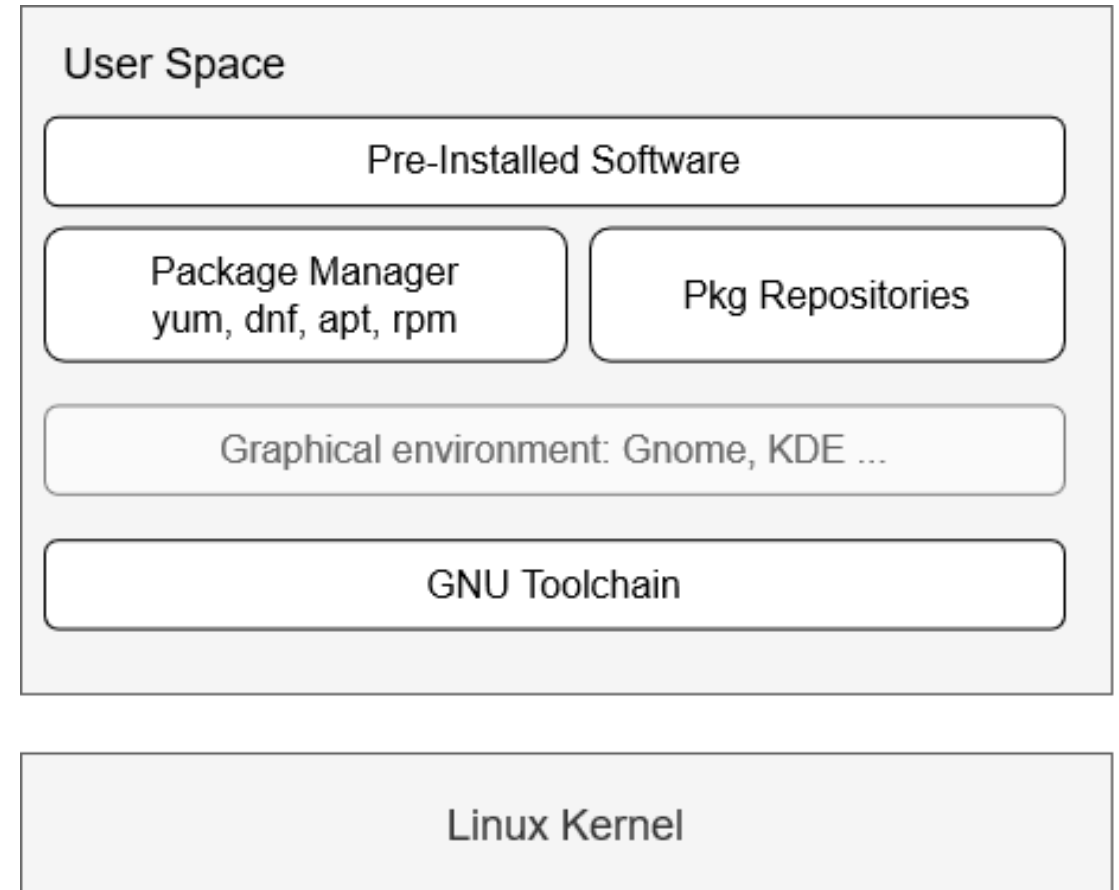 User Space
Pre-Installed Software
Package Manager
yum, dnf, apt, rpm
Pkg Repositories
Graphical environment: Gnome, KDE ...
GNU Toolchain
Linux Kernel